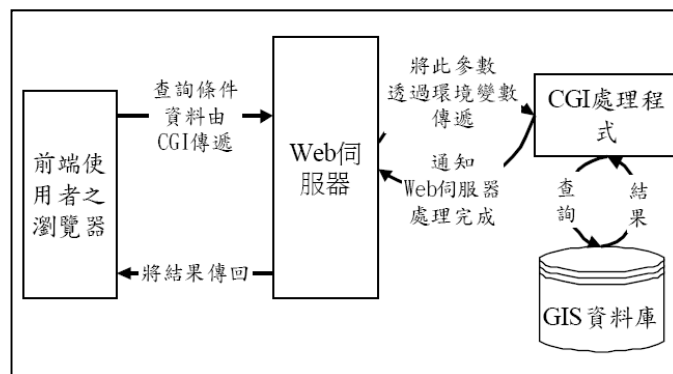 前端使
用者之
瀏覽器
查詢條件
資料由
CGI傳遞
將結果傳回
Web伺
服器
將此參數
透過環境變數
傳遞
通知
Web伺服器
處理完成
CGI處理程
式
查
詢
結
果
GIS資料庫